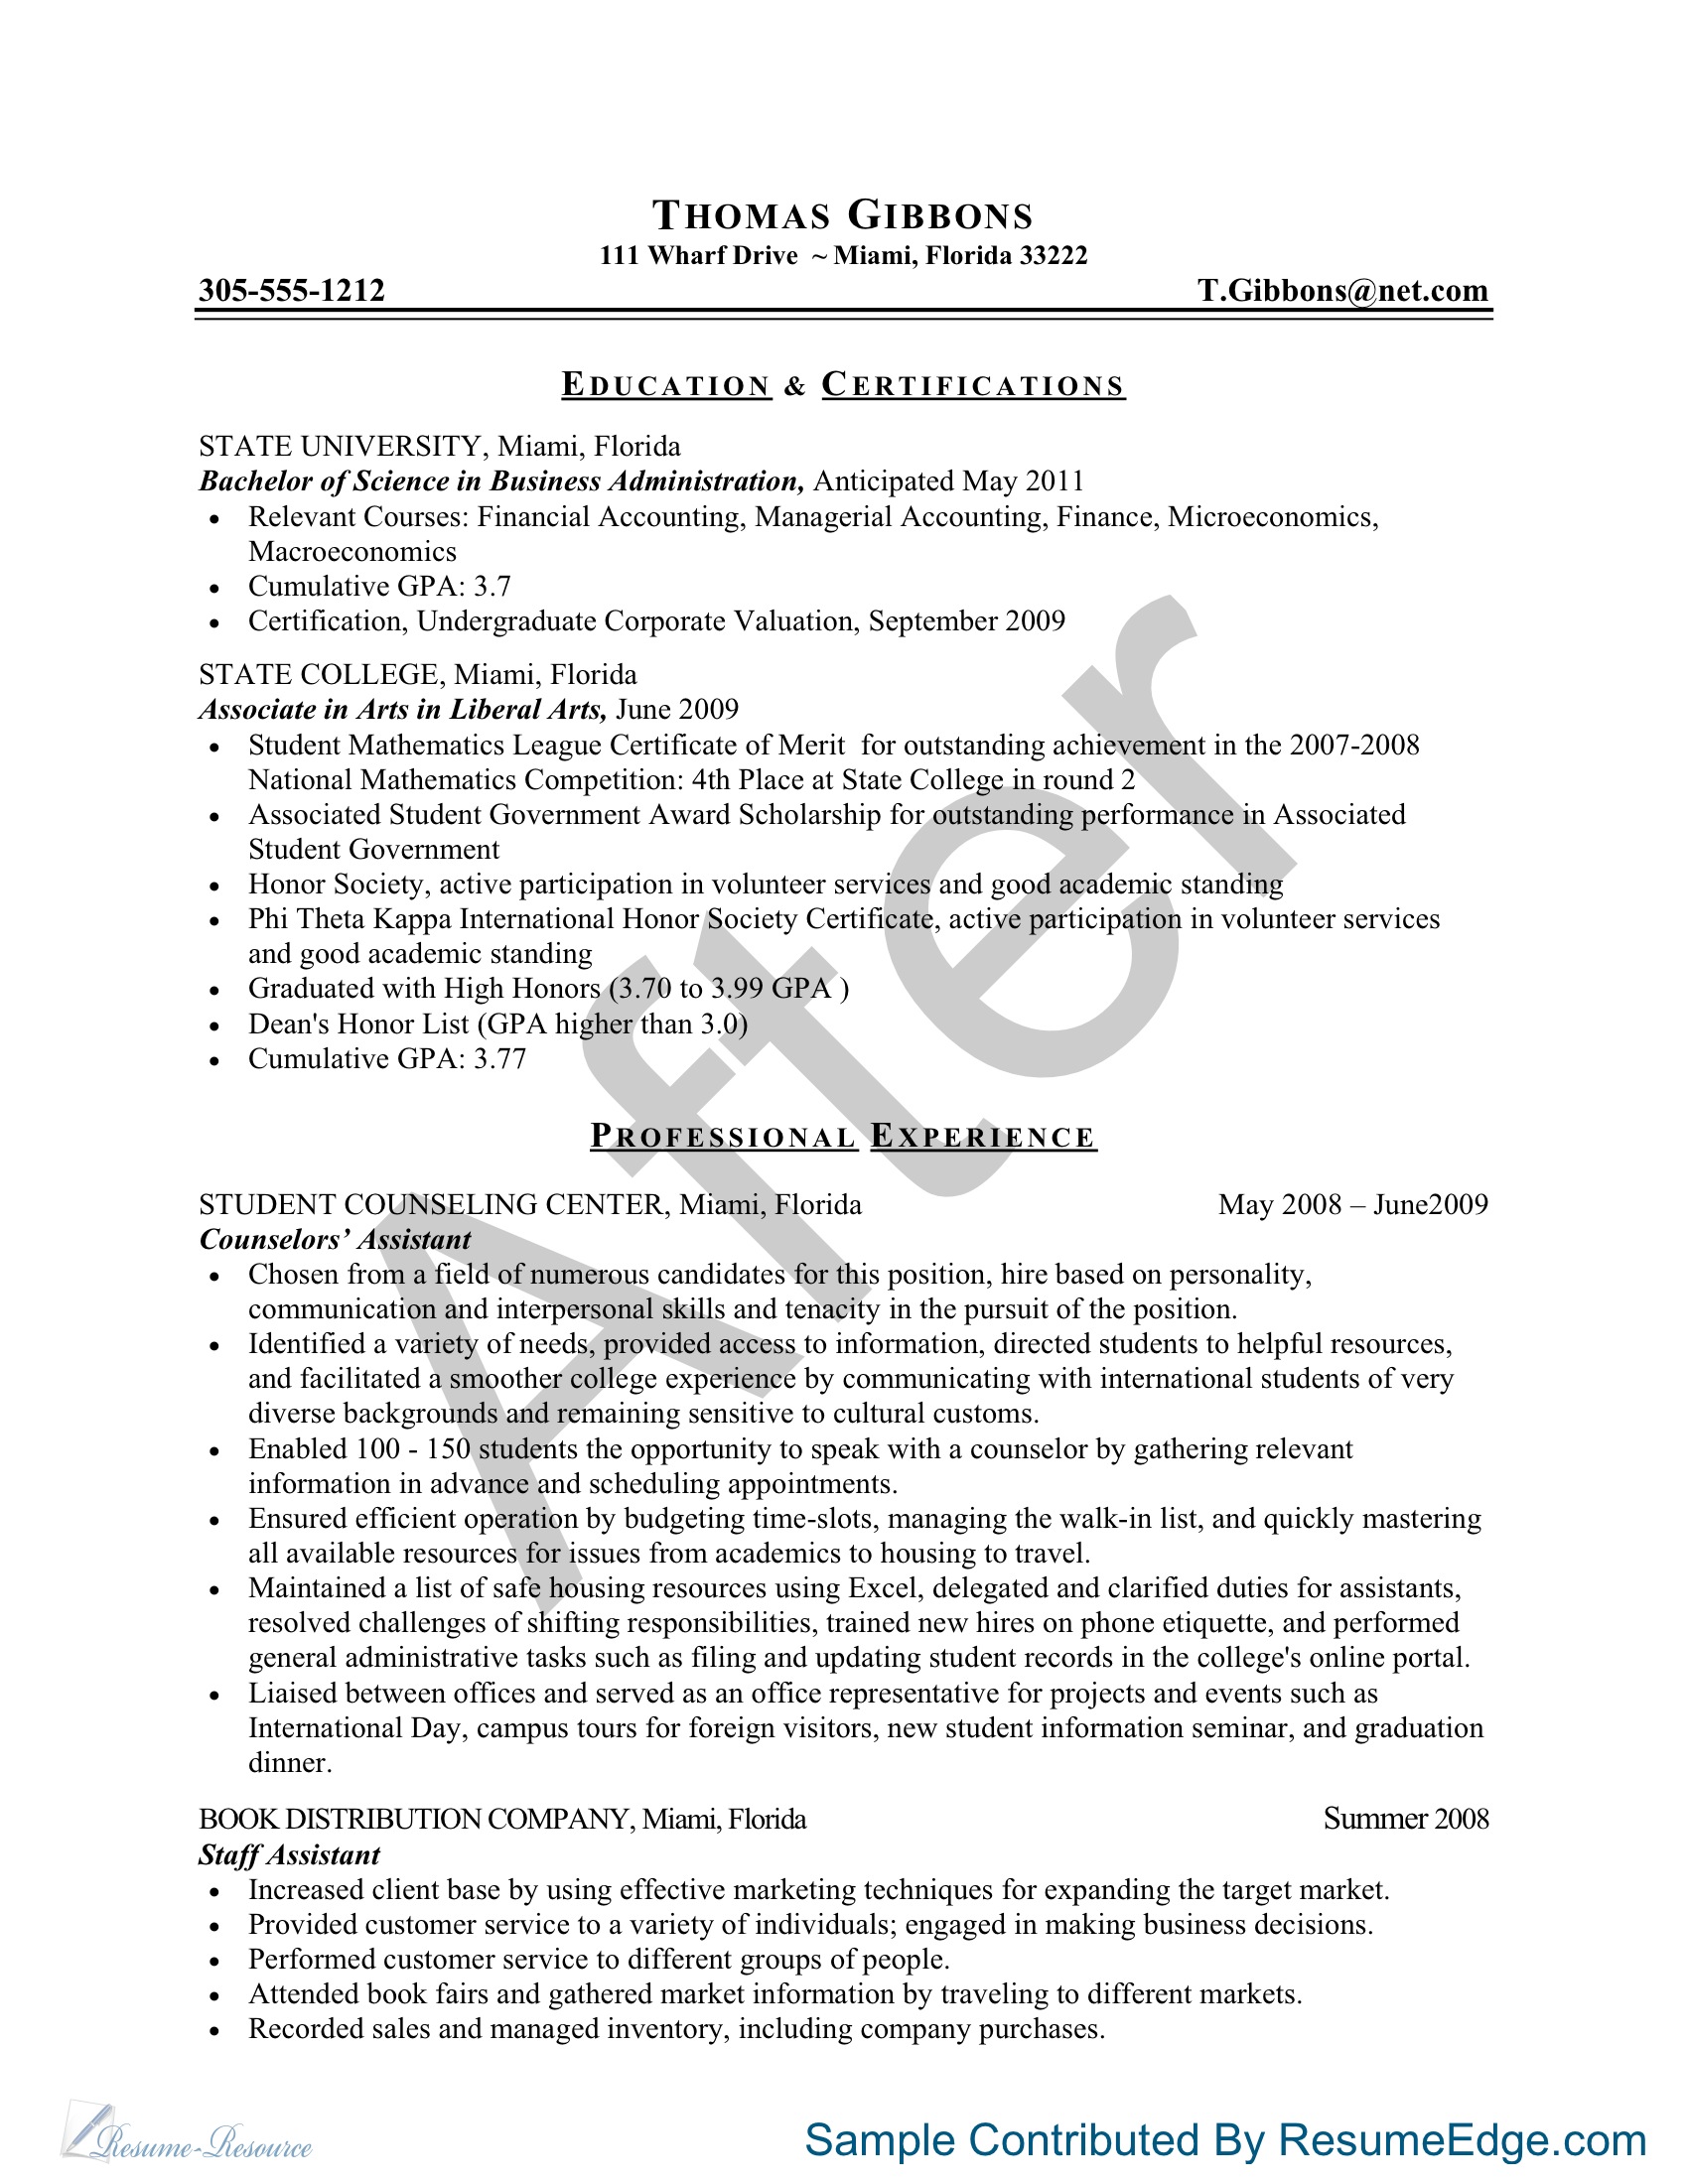 THOMAS GIBBONS
111 Wharf Drive ~ Miami, Florida 33222
305-555-1212 T.Gibbons@net.com
EDUCATION & CERTIFICATIONS
STATE UNIVERSITY, Miami, Florida
Bachelor of Science in Business Administration, Anticipated May 2011
• Relevant Courses: Financial Accounting, Managerial Accounting, Finance, Microeconomics,
Macroeconomics
• Cumulative GPA: 3.7
• Certification, Undergraduate Corporate Valuation, September 2009
STATE COLLEGE, Miami, Florida
Associate in Arts in Liberal Arts, June 2009
• Student Mathematics League Certificate of Merit for outstanding achievement in the 2007-2008
National Mathematics Competition: 4th Place at State College in round 2
• Associated Student Government Award Scholarship for outstanding performance in Associated
Student Government
• Honor Society, active participation in volunteer services and good academic standing
• Phi Theta Kappa International Honor Society Certificate, active participation in volunteer services
and good academic standing
• Graduated with High Honors (3.70 to 3.99 GPA )
• Dean's Honor List (GPA higher than 3.0)
• Cumulative GPA: 3.77
After
PROFESSIONAL EXPERIENCE
STUDENT COUNSELING CENTER, Miami, Florida May 2008 – June2009
Counselors’ Assistant
• Chosen from a field of numerous candidates for this position, hire based on personality,
communication and interpersonal skills and tenacity in the pursuit of the position.
• Identified a variety of needs, provided access to information, directed students to helpful resources,
and facilitated a smoother college experience by communicating with international students of very
diverse backgrounds and remaining sensitive to cultural customs.
• Enabled 100 - 150 students the opportunity to speak with a counselor by gathering relevant
information in advance and scheduling appointments.
• Ensured efficient operation by budgeting time-slots, managing the walk-in list, and quickly mastering
all available resources for issues from academics to housing to travel.
• Maintained a list of safe housing resources using Excel, delegated and clarified duties for assistants,
resolved challenges of shifting responsibilities, trained new hires on phone etiquette, and performed
general administrative tasks such as filing and updating student records in the college's online portal.
• Liaised between offices and served as an office representative for projects and events such as
International Day, campus tours for foreign visitors, new student information seminar, and graduation
dinner.
BOOK DISTRIBUTION COMPANY, Miami, Florida Summer 2008
Staff Assistant
• Increased client base by using effective marketing techniques for expanding the target market.
• Provided customer service to a variety of individuals; engaged in making business decisions.
• Performed customer service to different groups of people.
• Attended book fairs and gathered market information by traveling to different markets.
• Recorded sales and managed inventory, including company purchases.
Resume-Resource
Sample Contributed By ResumeEdge.com